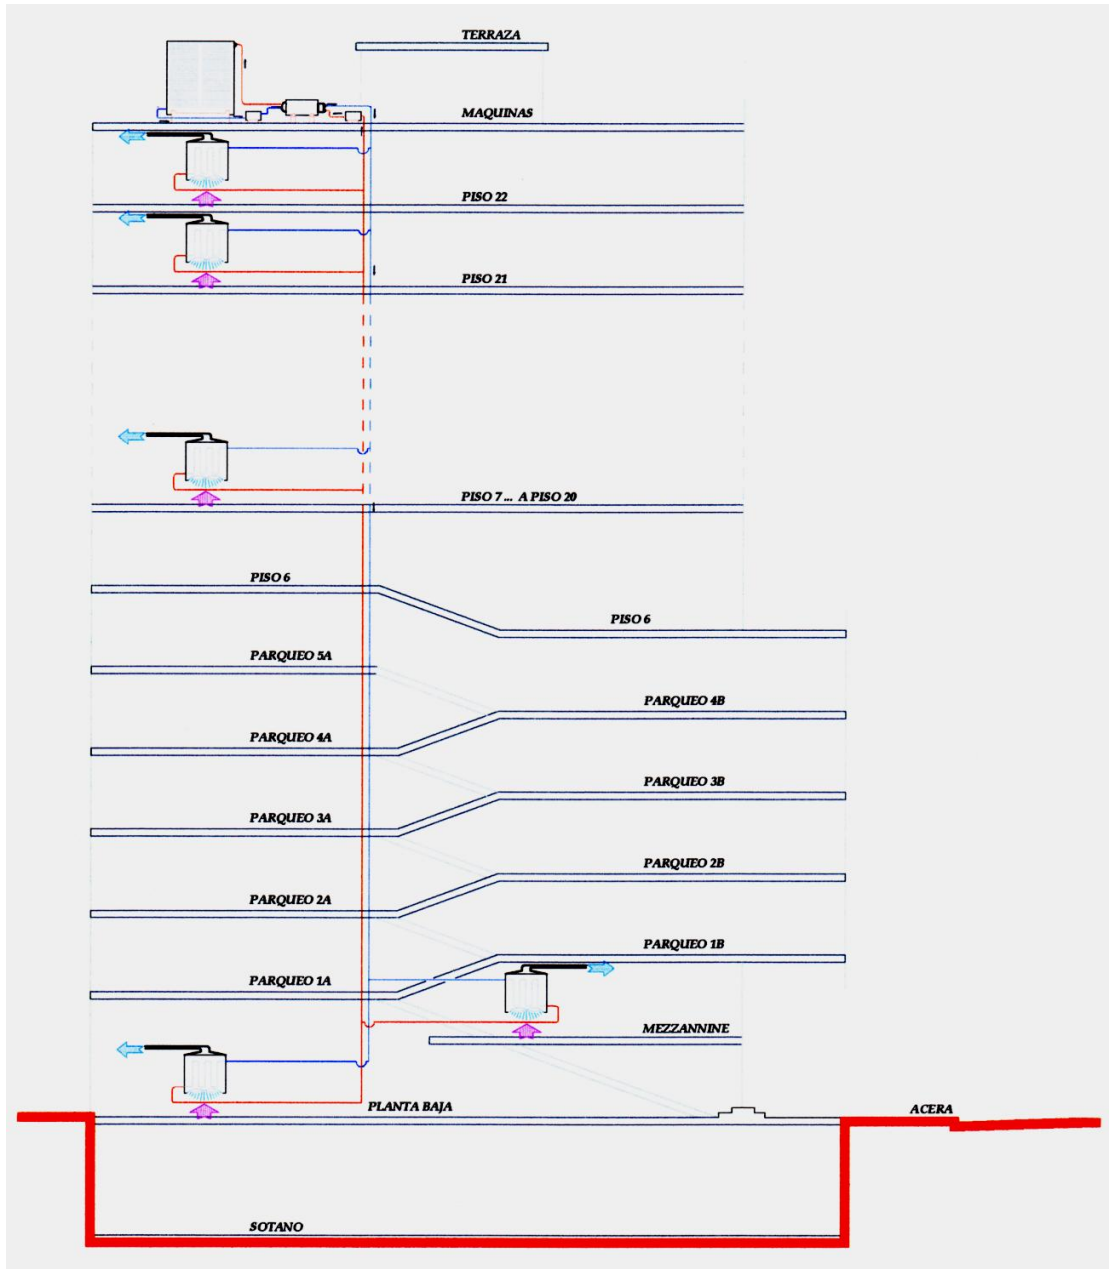 TERRAZA
MAQUINAS
PISO 22
PISO 21
PISO 7 ... A PISO 20
PISO 6
PISO 6
PARQUEO 5A
PARQUEO 4B
PARQUEO 4A
PARQUEO 3B
PARQUEO 3A
PARQUEO 2B
PARQUEO 2A
PARQUEO 1B
PARQUEO 1A
MEZZANNINE
PLANTA BAJA
ACERA
SOTANO